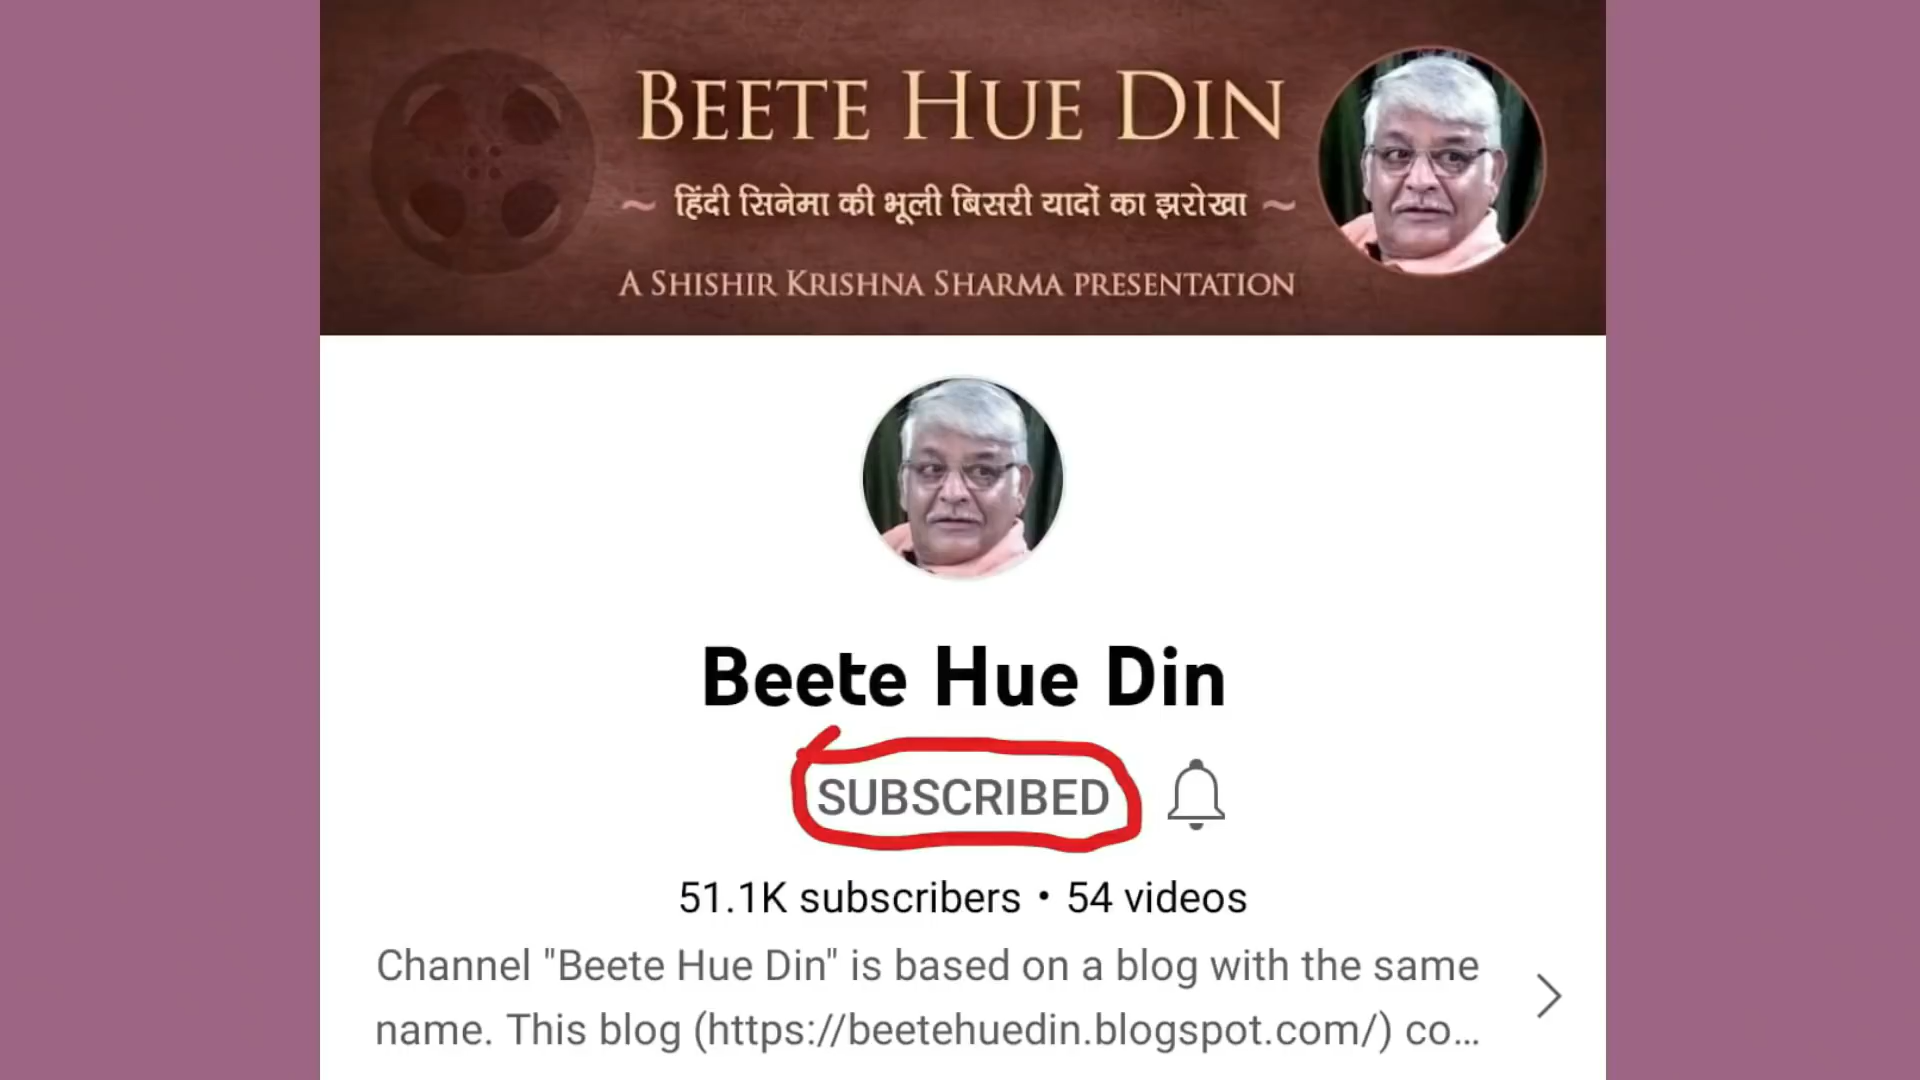 BEETE HUE DIN
~ हिंदी सिनेमा की भूली बिसरी यादों का झरोखा ~
A SHISHIR KRISHNA SHARMA PRESENTATION
Beete Hue Din
SUBSCRIBED
51.1K subscribers • 54 videos
Channel "Beete Hue Din" is based on a blog with the same
name. This blog (https://beetehuedin.blogspot.com/) co...